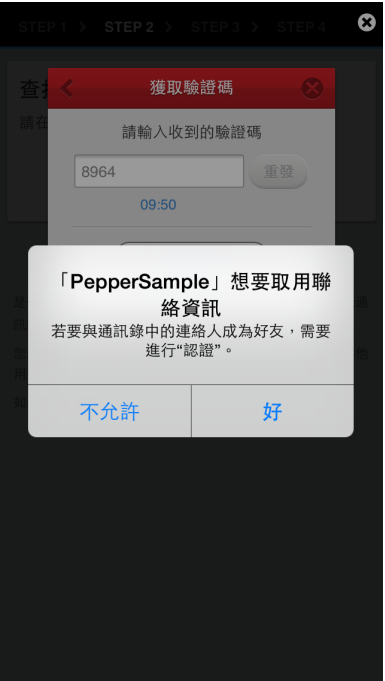 STEP 1 > STEP 2 > STEP 3 > STEP 4
獲取驗證碼
請輸入收到的驗證碼
8964
重發
09:50
「PepperSample」想要取用聯
絡資訊
若要與通訊錄中的連絡人成為好友，需要
進行“認證”。
不允許
好